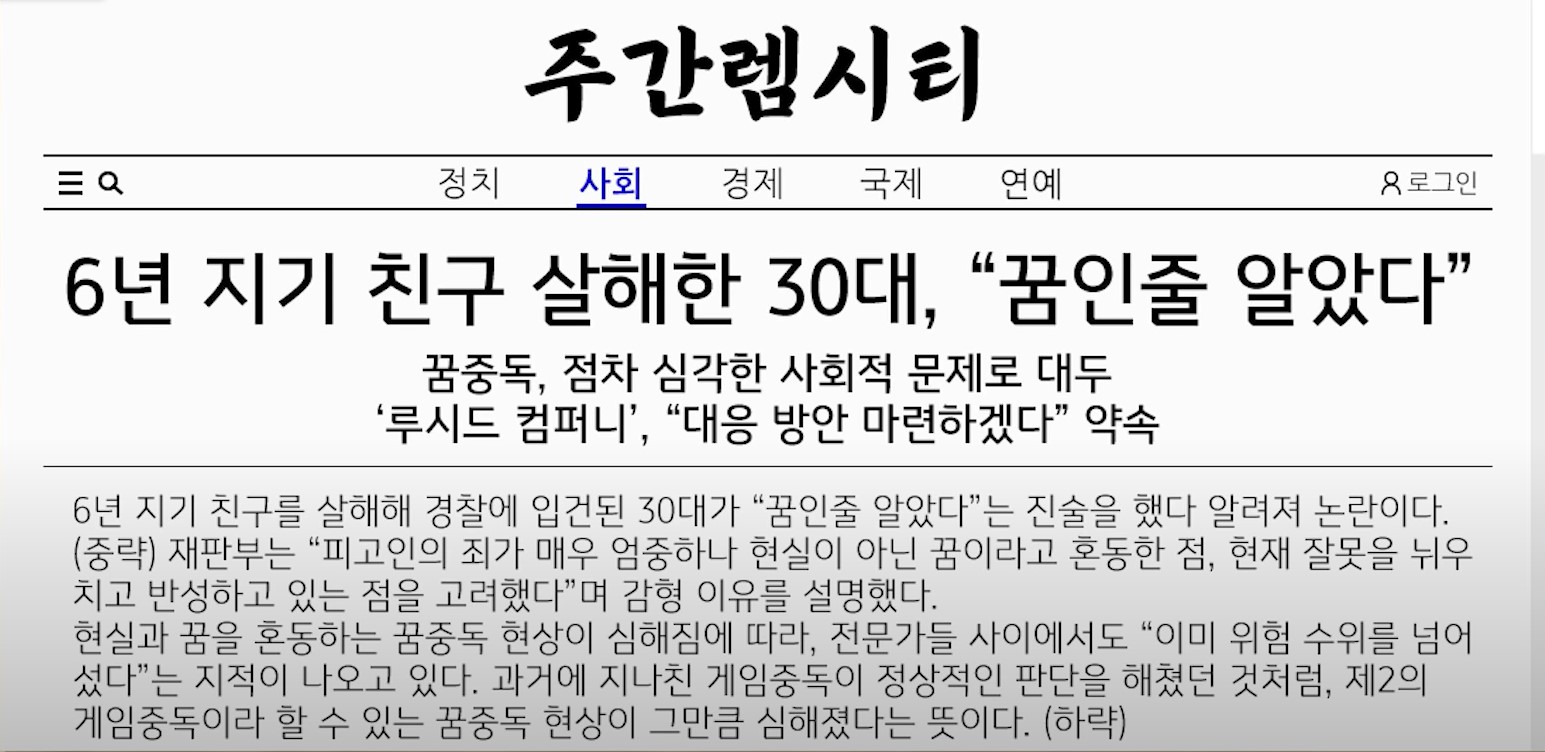 주간렘시티
정치 사회 경제 국제 연예 로그인
6년 지기 친구 살해한 30대, “꿈인줄 알았다”
꿈중독, 점차 심각한 사회적 문제로 대두
‘루시드 컴퍼니’, “대응 방안 마련하겠다” 약속
6년 지기 친구를 살해해 경찰에 입건된 30대가 “꿈인줄 알았다”는 진술을 했다 알려져 논란이다.
(중략) 재판부는 “피고인의 죄가 매우 엄중하나 현실이 아닌 꿈이라고 혼동한 점, 현재 잘못을 뉘우
치고 반성하고 있는 점을 고려했다”며 감형 이유를 설명했다.
현실과 꿈을 혼동하는 꿈중독 현상이 심해짐에 따라, 전문가들 사이에서도 “이미 위험 수위를 넘어
섰다”는 지적이 나오고 있다. 과거에 지나친 게임중독이 정상적인 판단을 해쳤던 것처럼, 제2의
게임중독이라 할 수 있는 꿈중독 현상이 그만큼 심해졌다는 뜻이다. (하략)